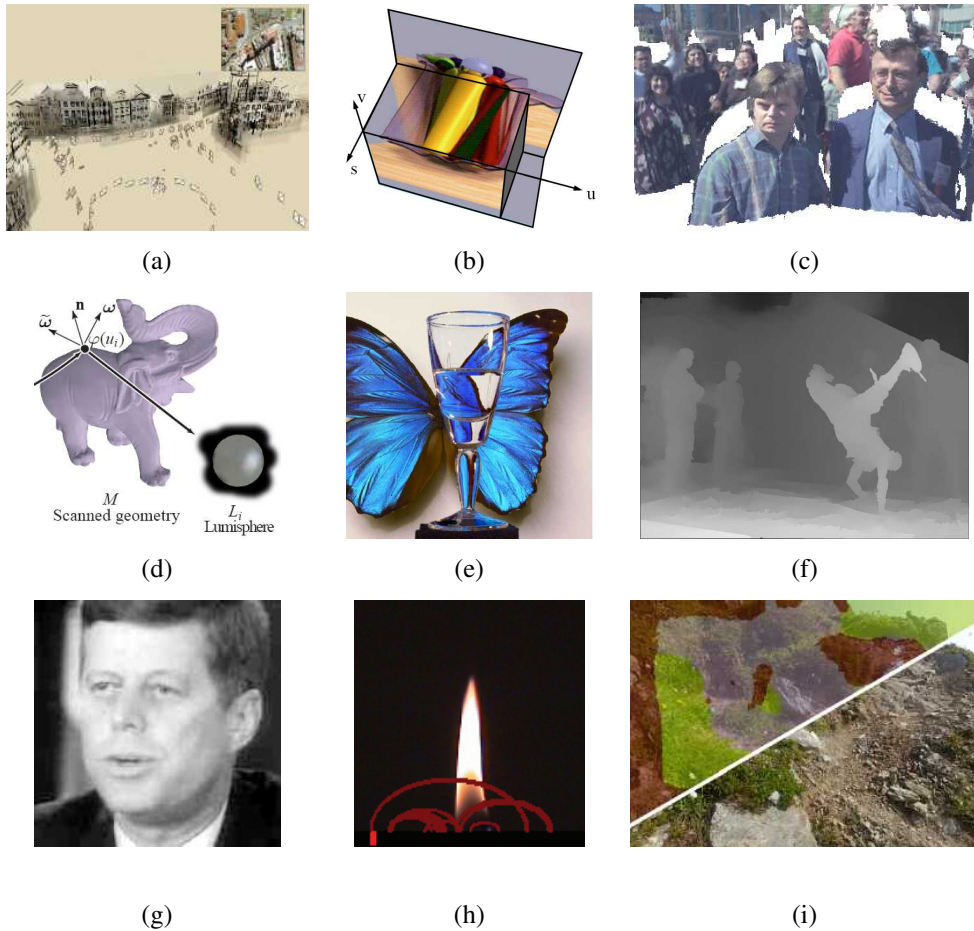 v
s
u
(a)
(b)
(c)
n
ω
ω̃
φ(u_i)
M
Scanned geometry
L_i
Lumisphere
(d)
(e)
(f)
(g)
(h)
(i)